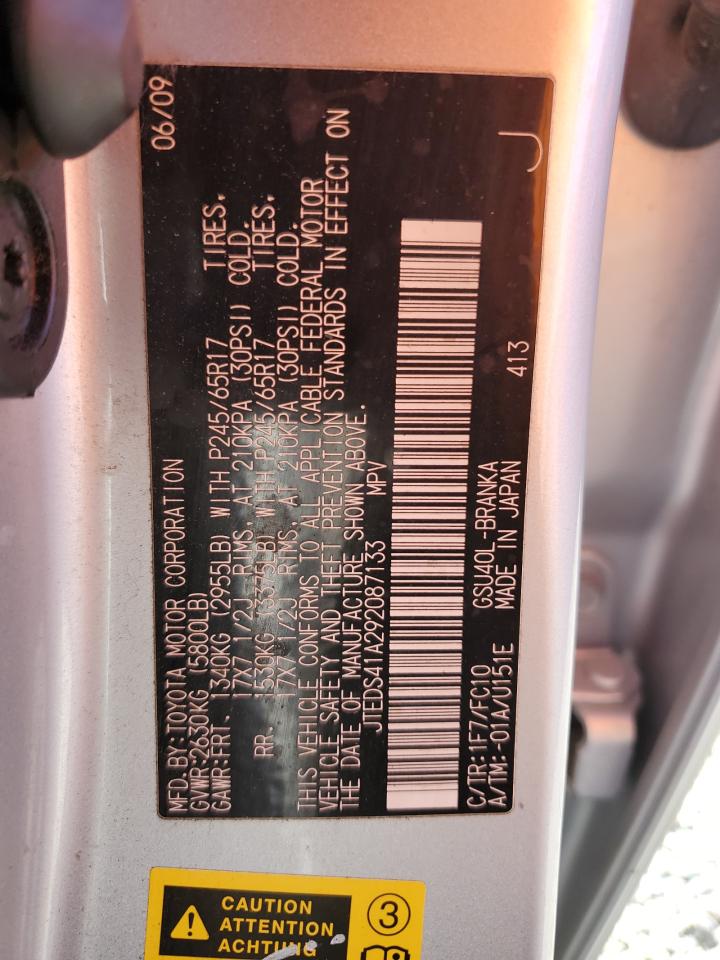 MFD.BY:TOYOTA MOTOR CORPORATION 06/09
GVWR:2630KG (5800LB)
GAWR:FRT. 1340KG (2955LB) WITH P245/65R17 TIRES,
17X7 1/2J RIMS, AT 210KPA (30PSI) COLD.
RR. 1530KG (3375LB) WITH P245/65R17 TIRES,
17X7 1/2J RIMS, AT 210KPA (30PSI) COLD.
THIS VEHICLE CONFORMS TO ALL APPLICABLE FEDERAL MOTOR
VEHICLE SAFETY AND THEFT PREVENTION STANDARDS IN EFFECT ON
THE DATE OF MANUFACTURE SHOWN ABOVE.
JTEDS41A292087133 MPV
C/TR:1F7/FC10 GSU40L-BRANKA 413
A/TM:-01A/U151E MADE IN JAPAN
J
CAUTION
ATTENTION
ACHTUNG
3